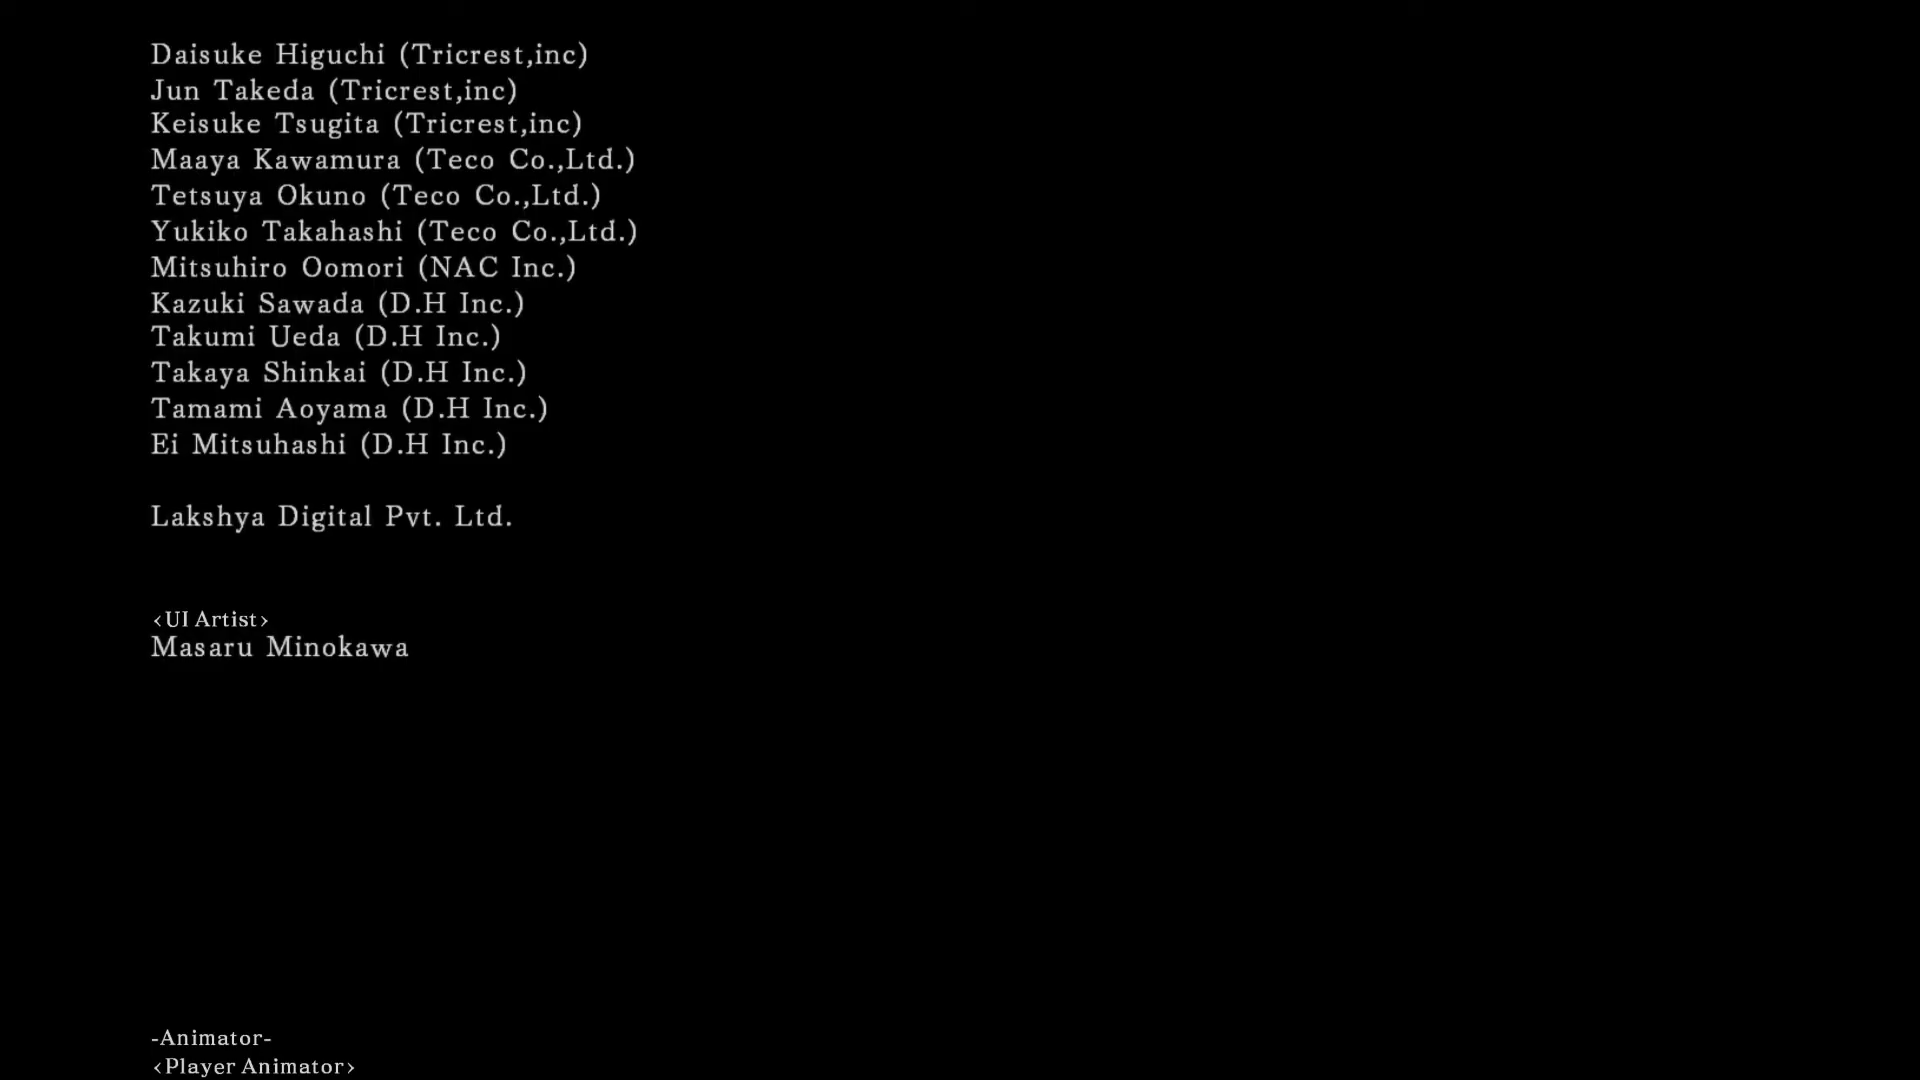 Daisuke Higuchi (Tricrest,inc)
Jun Takeda (Tricrest,inc)
Keisuke Tsugita (Tricrest,inc)
Maaya Kawamura (Teco Co.,Ltd.)
Tetsuya Okuno (Teco Co.,Ltd.)
Yukiko Takahashi (Teco Co.,Ltd.)
Mitsuhiro Oomori (NAC Inc.)
Kazuki Sawada (D.H Inc.)
Takumi Ueda (D.H Inc.)
Takaya Shinkai (D.H Inc.)
Tamami Aoyama (D.H Inc.)
Ei Mitsuhashi (D.H Inc.)
Lakshya Digital Pvt. Ltd.
<UI Artist>
Masaru Minokawa
-Animator-
<Player Animator>